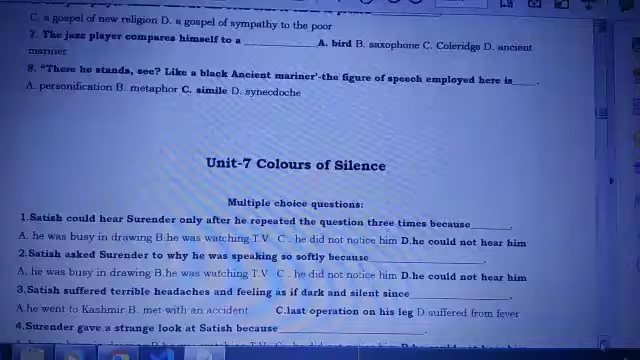 C. a gospel of new religion D. a gospel of sympathy to the poor
7. The jazz player compares himself to a ____________ A. bird B. saxophone C. Coleridge D. ancient
mariner
8. “There he stands, see? Like a black Ancient mariner'-the figure of speech employed here is_____.
A. personification B. metaphor C. simile D. synecdoche
Unit-7 Colours of Silence
Multiple choice questions:
1.Satish could hear Surender only after he repeated the question three times because_______.
A. he was busy in drawing B.he was watching T.V C . he did not notice him D.he could not hear him
2.Satish asked Surender to why he was speaking so softly because____________________.
A. he was busy in drawing B.he was watching T.V C . he did not notice him D.he could not hear him
3.Satish suffered terrible headaches and feeling as if dark and silent since_________________.
A.he went to Kashmir B. met with an accident C.last operation on his leg D.suffered from fever
4.Surender gave a strange look at Satish because_________________________.